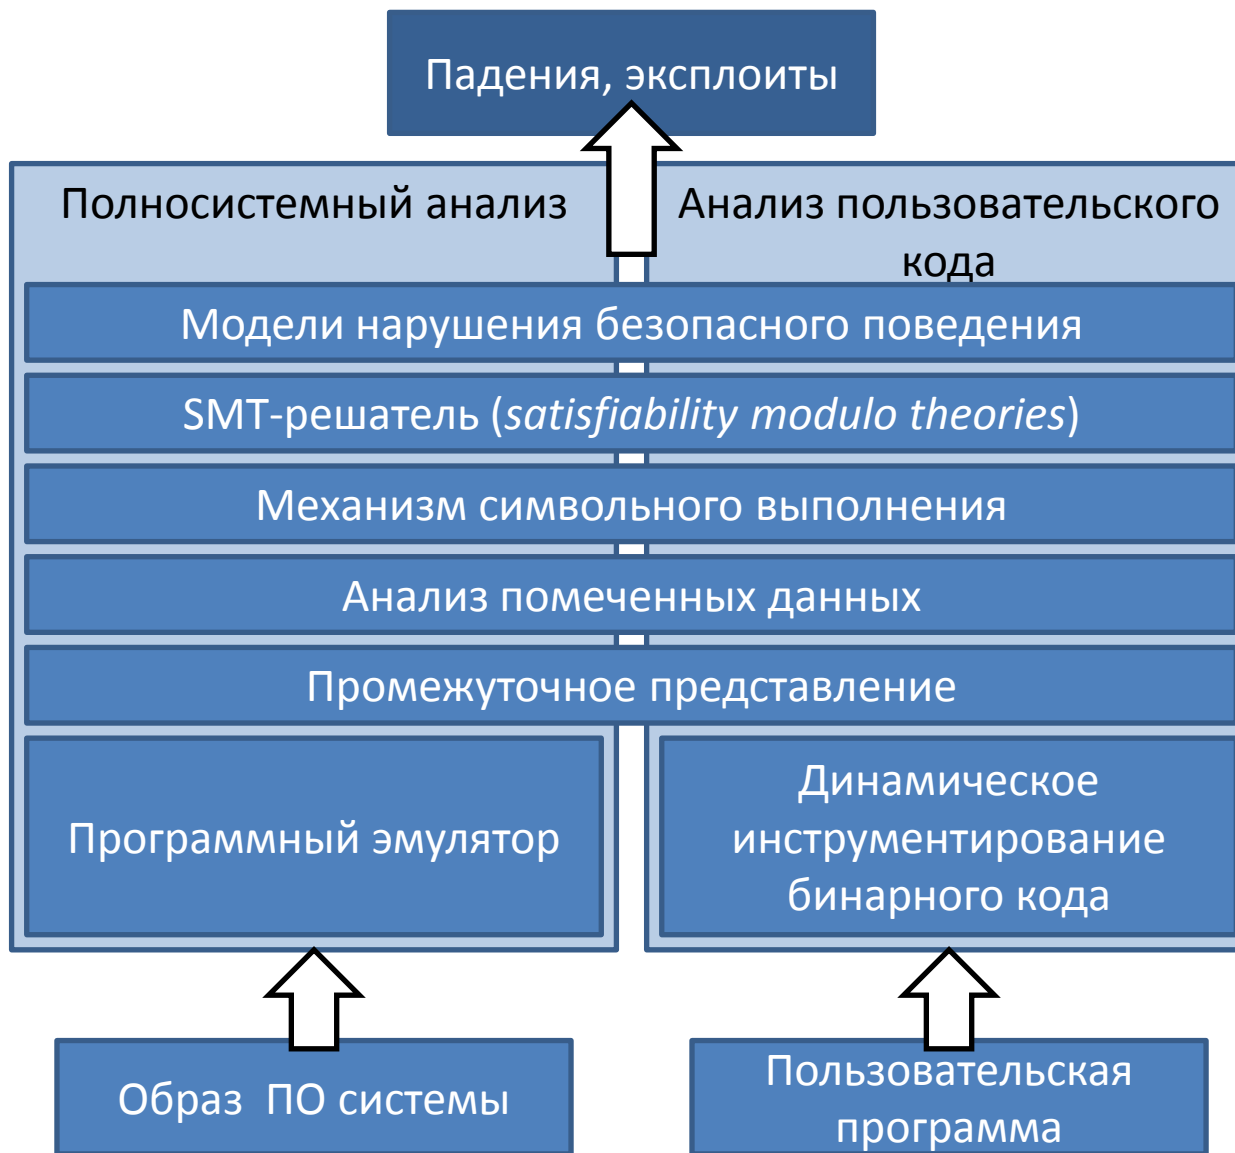 Падения, эксплоиты
Полносистемный анализ
Анализ пользовательского
кода
Модели нарушения безопасного поведения
SMT-решатель (satisfiability modulo theories)
Механизм символьного выполнения
Анализ помеченных данных
Промежуточное представление
Программный эмулятор
Динамическое
инструментирование
бинарного кода
Образ  ПО системы
Пользовательская
программа